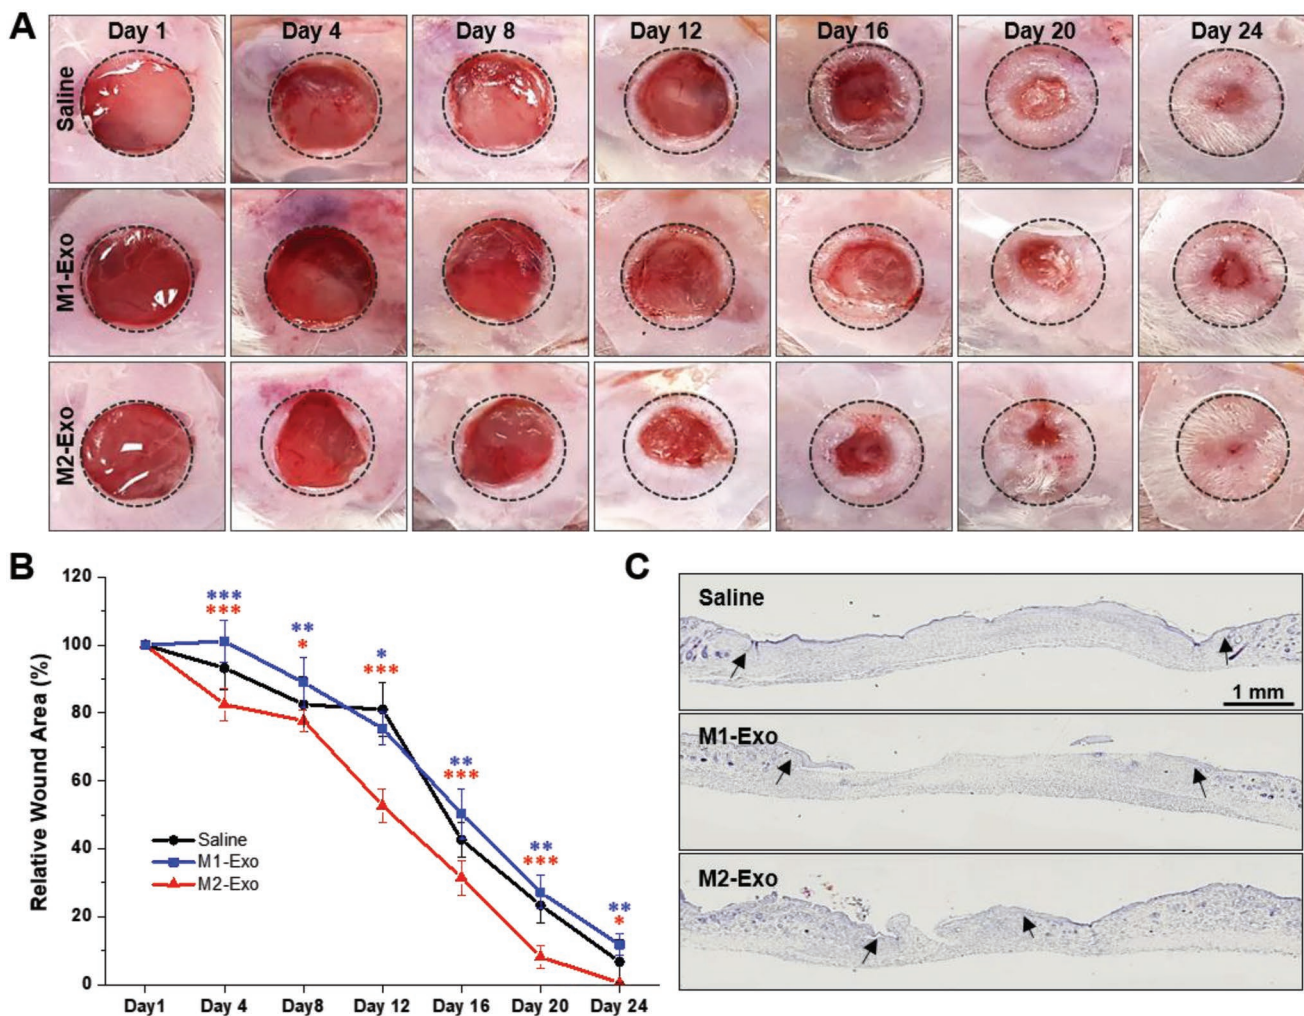 A
Day 1 Day 4 Day 8 Day 12 Day 16 Day 20 Day 24
Saline
M1-Exo
M2-Exo
B
Relative Wound Area (%)
120
100
80
60
40
20
0
***
***
**
*
*
***
**
***
**
***
**
*
Saline
M1-Exo
M2-Exo
Day1 Day 4 Day8 Day 12 Day 16 Day 20 Day 24
C
Saline
1 mm
M1-Exo
M2-Exo